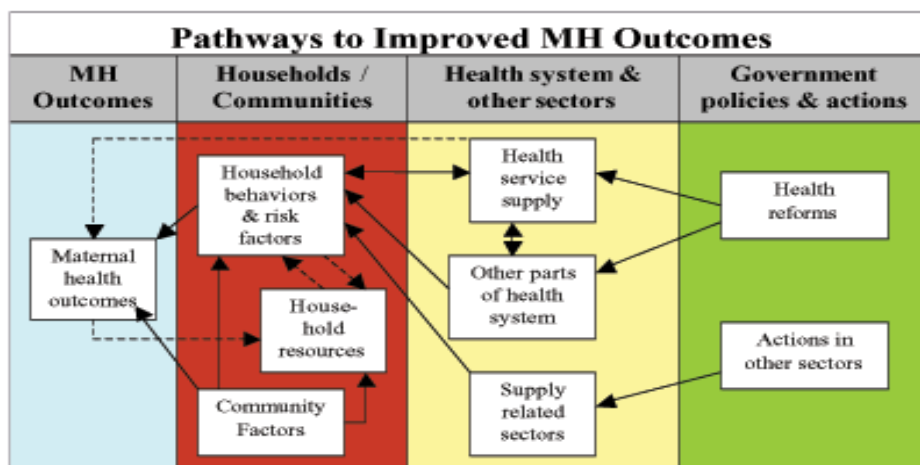 Pathways to Improved MH Outcomes
MH
Outcomes
Households /
Communities
Health system &
other sectors
Government
policies & actions
Household
behaviors
& risk
factors
Health
service
supply
Health
reforms
Maternal
health
outcomes
Other parts
of health
system
House-
hold
resources
Actions in
other sectors
Community
Factors
Supply
related
sectors